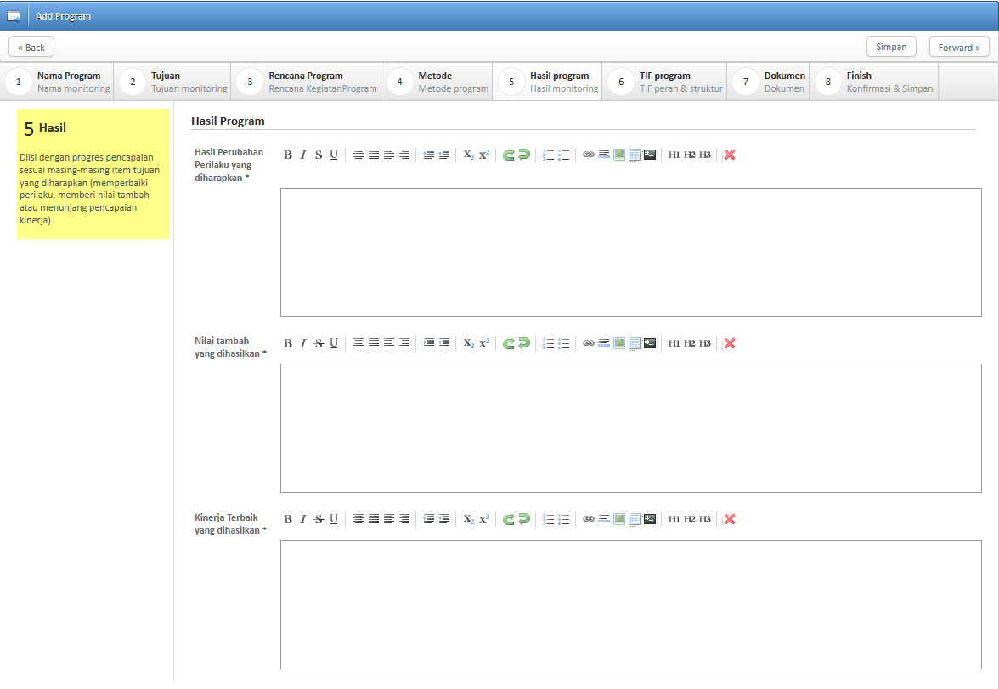 Add Program
« Back
Simpan
Forward »
1 Nama Program
Nama monitoring
2 Tujuan
Tujuan monitoring
3 Rencana Program
Rencana KegiatanProgram
4 Metode
Metode program
5 Hasil program
Hasil monitoring
6 TIF program
TIF peran & struktur
7 Dokumen
Dokumen
8 Finish
Konfirmasi & Simpan
5 Hasil
Diisi dengan progres pencapaian
sesuai masing-masing item tujuan
yang diharapkan (memperbaiki
perilaku, memberi nilai tambah
atau menunjang pencapaian
kinerja)
Hasil Program
Hasil Perubahan
Perilaku yang
diharapkan *
B I S U X2 X2 H1 H2 H3
Nilai tambah
yang dihasilkan *
B I S U X2 X2 H1 H2 H3
Kinerja Terbaik
yang dihasilkan *
B I S U X2 X2 H1 H2 H3